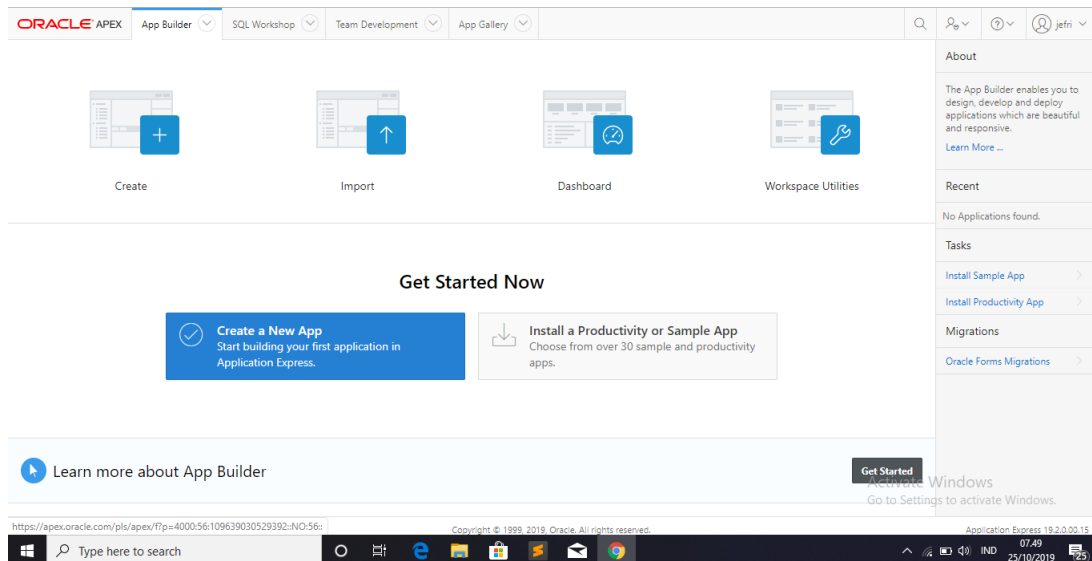 ORACLE APEX App Builder SQL Workshop Team Development App Gallery jefri
Create
Import
Dashboard
Workspace Utilities
Get Started Now
Create a New App
Start building your first application in
Application Express.
Install a Productivity or Sample App
Choose from over 30 sample and productivity
apps.
Learn more about App Builder
Get Started
About
The App Builder enables you to
design, develop and deploy
applications which are beautiful
and responsive.
Learn More ...
Recent
No Applications found.
Tasks
Install Sample App
Install Productivity App
Migrations
Oracle Forms Migrations
Activate Windows
Go to Settings to activate Windows.
https://apex.oracle.com/pls/apex/f?p=4000:56:109639030529392::NO:56::
Copyright © 1999, 2019, Oracle. All rights reserved.
Application Express 19.2.0.00.15
Type here to search
IND
07.49
25/10/2019
25